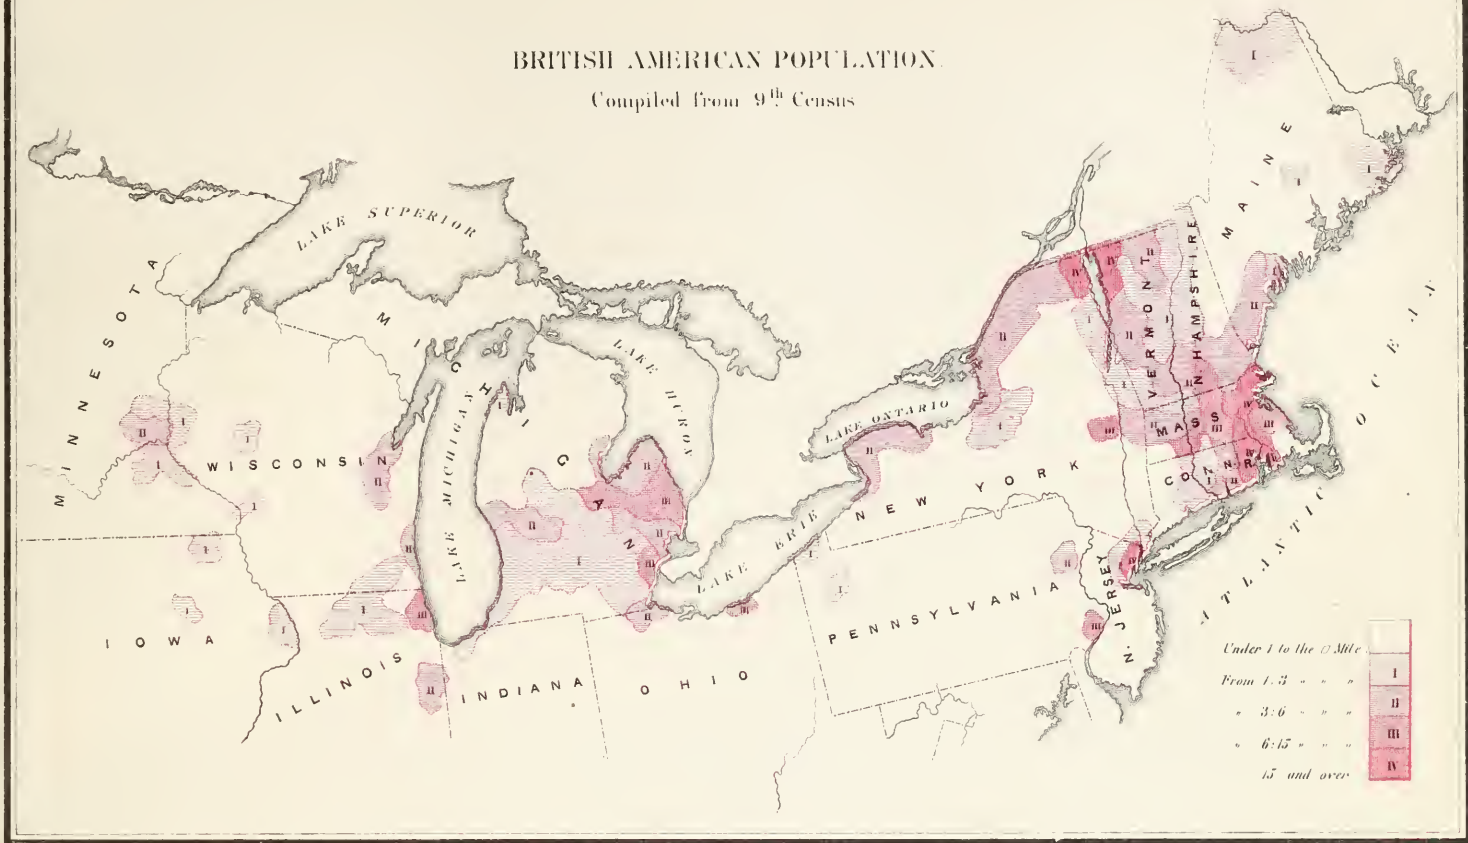 BRITISH AMERICAN POPULATION.
Compiled from 9th Census
LAKE SUPERIOR
MINNESOTA
MICHIGAN
LAKE HURON
LAKE MICHIGAN
WISCONSIN
LAKE ONTARIO
LAKE ERIE
NEW YORK
VERMONT
N. HAMPSHIRE
MAINE
MASS
CONN
R
ATLANTIC OCEAN
IOWA
ILLINOIS
INDIANA
OHIO
PENNSYLVANIA
N. JERSEY
Under 1 to the □ Mile
From 1:3 " " " I
" 3:6 " " " II
" 6:15 " " " III
15 and over IV